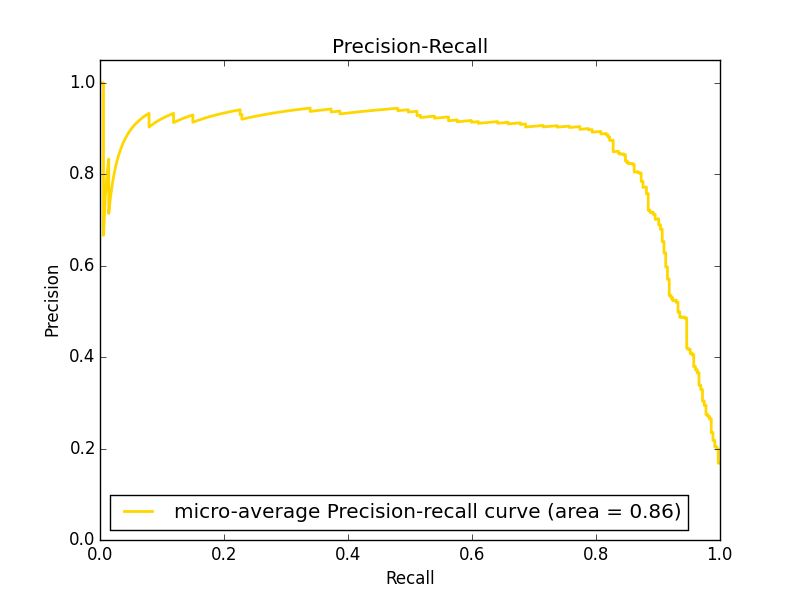 Precision-Recall
1.0
0.8
0.6
0.4
0.2
0.0
Precision
micro-average Precision-recall curve (area = 0.86)
0.0 0.2 0.4 0.6 0.8 1.0
Recall